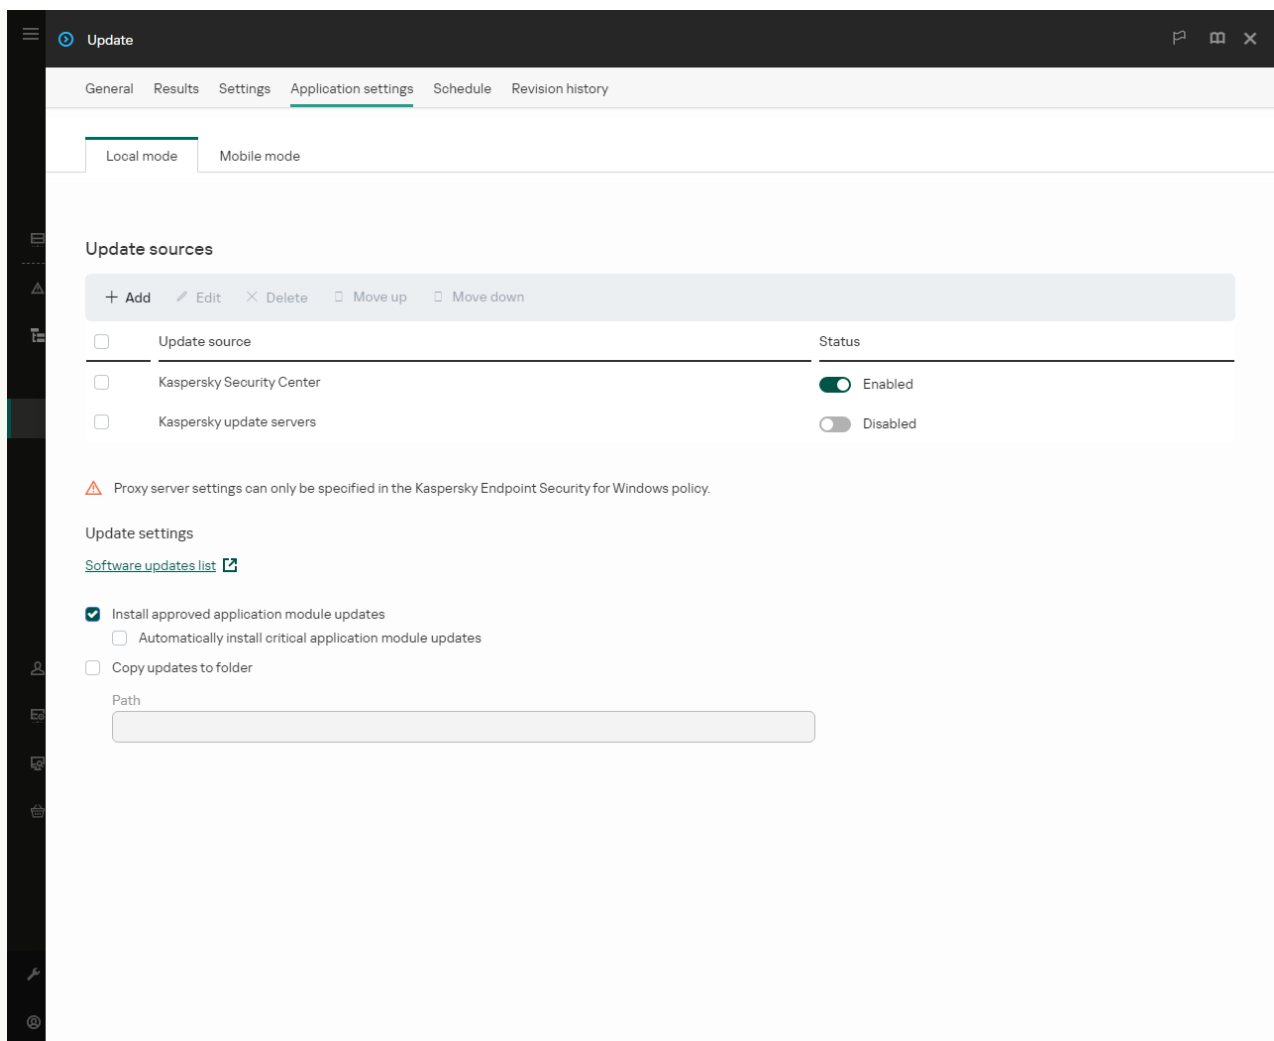 Update
General Results Settings Application settings Schedule Revision history
Local mode Mobile mode
Update sources
Add Edit Delete Move up Move down
Update source Status
Kaspersky Security Center Enabled
Kaspersky update servers Disabled
Proxy server settings can only be specified in the Kaspersky Endpoint Security for Windows policy.
Update settings
Software updates list
Install approved application module updates
Automatically install critical application module updates
Copy updates to folder
Path